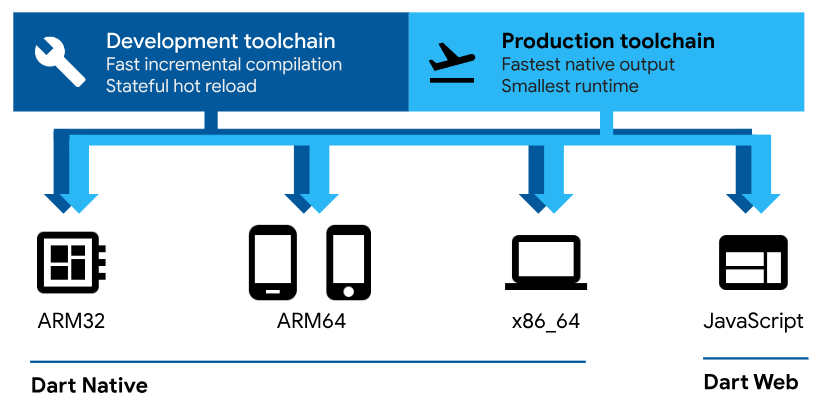 Development toolchain
Fast incremental compilation
Stateful hot reload
Production toolchain
Fastest native output
Smallest runtime
ARM32
ARM64
x86_64
JavaScript
Dart Native
Dart Web